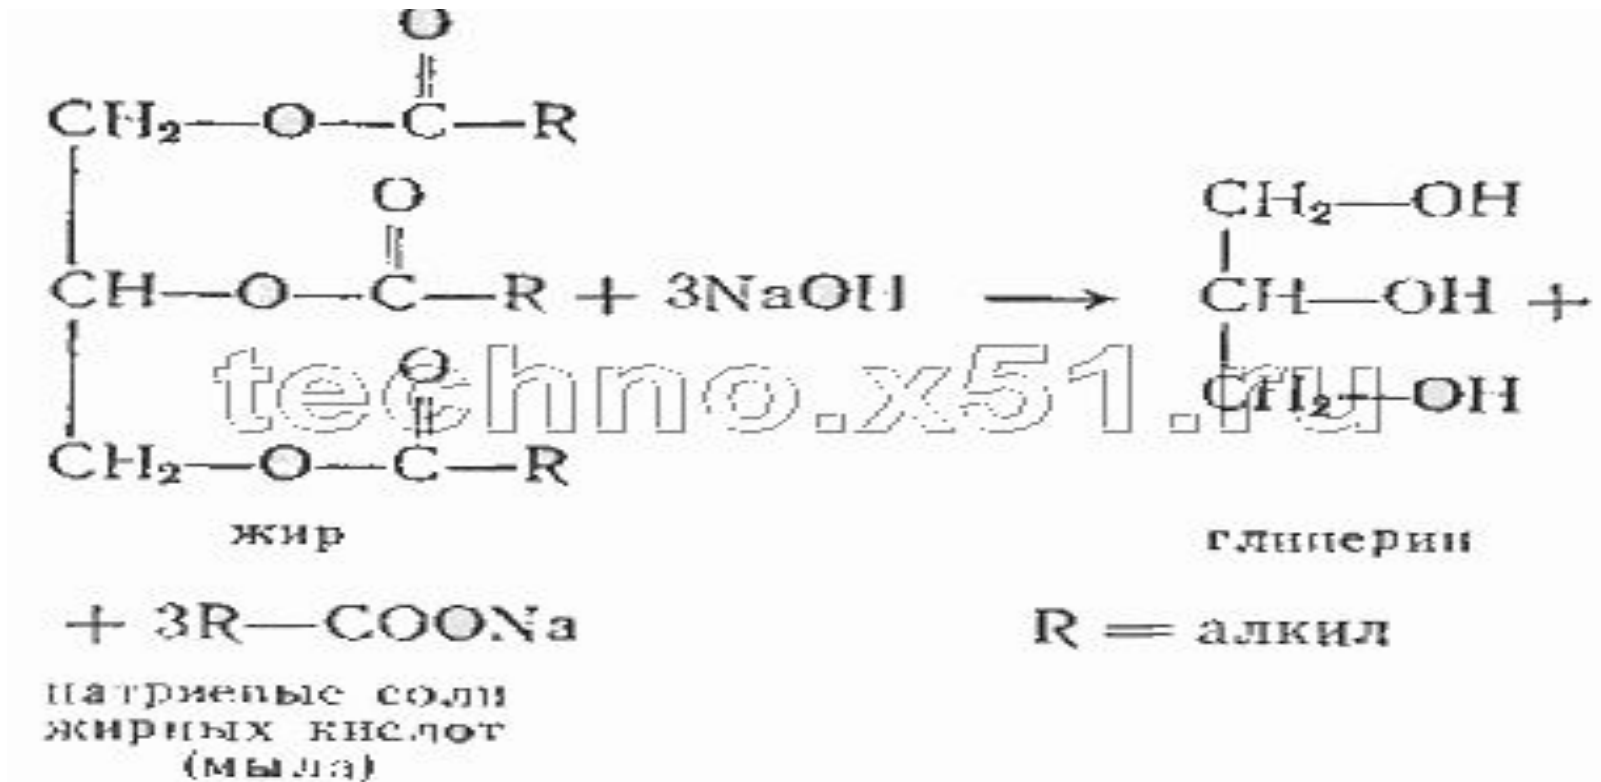 O
CH₂—O—C—R
O
CH—O—C—R + 3NaOH → CH—OH +
CH₂—OH
O
CH₂—OH
CH₂—O—C—R
techno.x51.ru
жир
глицерин
+ 3R—COONa
R = алкил
натриевые соли
жирных кислот
(мыла)